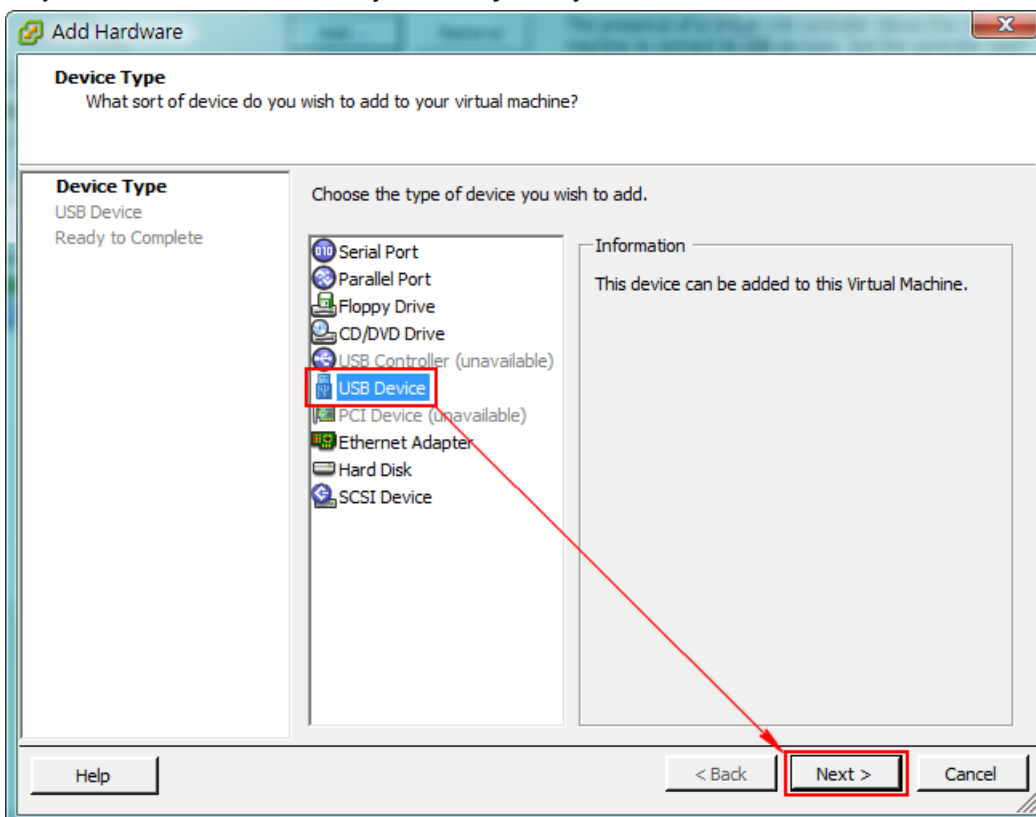 Add Hardware
Device Type
What sort of device do you wish to add to your virtual machine?
Device Type
USB Device
Ready to Complete
Choose the type of device you wish to add.
Serial Port
Parallel Port
Floppy Drive
CD/DVD Drive
USB Controller (unavailable)
USB Device
PCI Device (unavailable)
Ethernet Adapter
Hard Disk
SCSI Device
Information
This device can be added to this Virtual Machine.
Help
< Back
Next >
Cancel